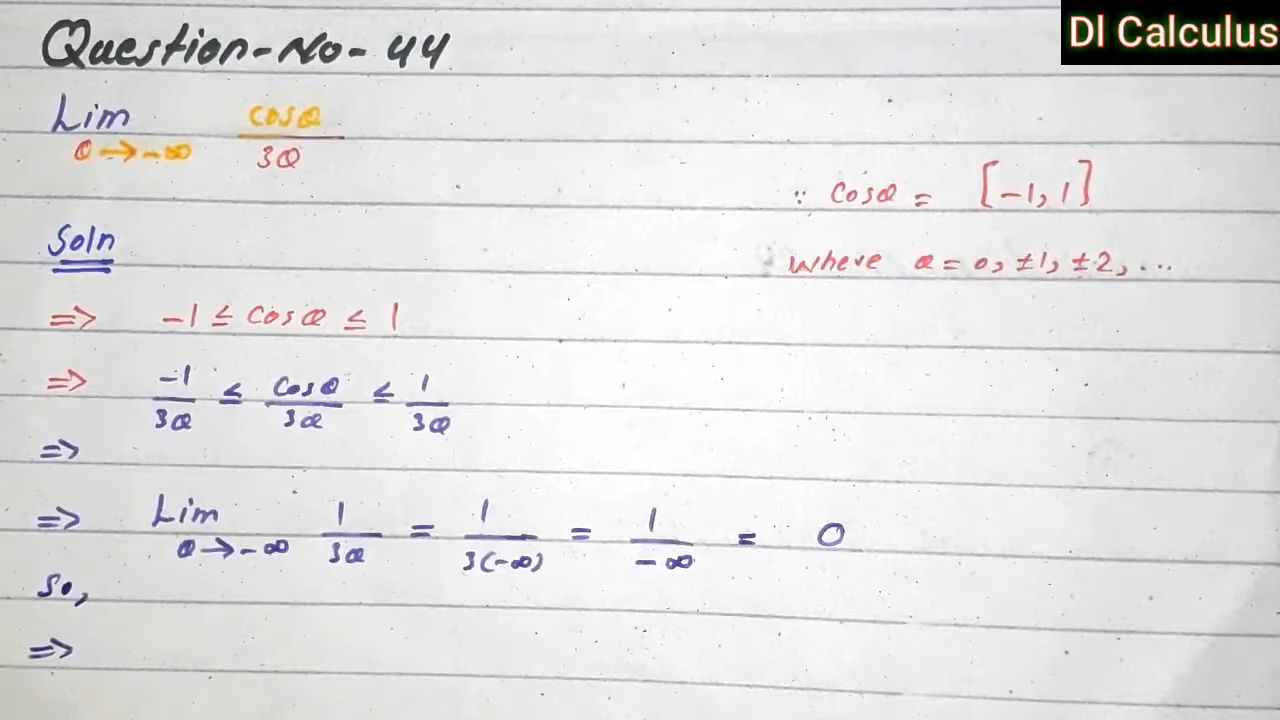 DI Calculus
Question-No-44
Lim θ→-∞ cosθ/3θ
∵ cosθ = [-1, 1]
where θ = 0, ±1, ±2, ...
Soln
=> -1 ≤ cosθ ≤ 1
=> -1/3θ ≤ cosθ/3θ ≤ 1/3θ
=>
=> Lim θ→-∞ 1/3θ = 1/3(-∞) = 1/-∞ = 0
So,
=>